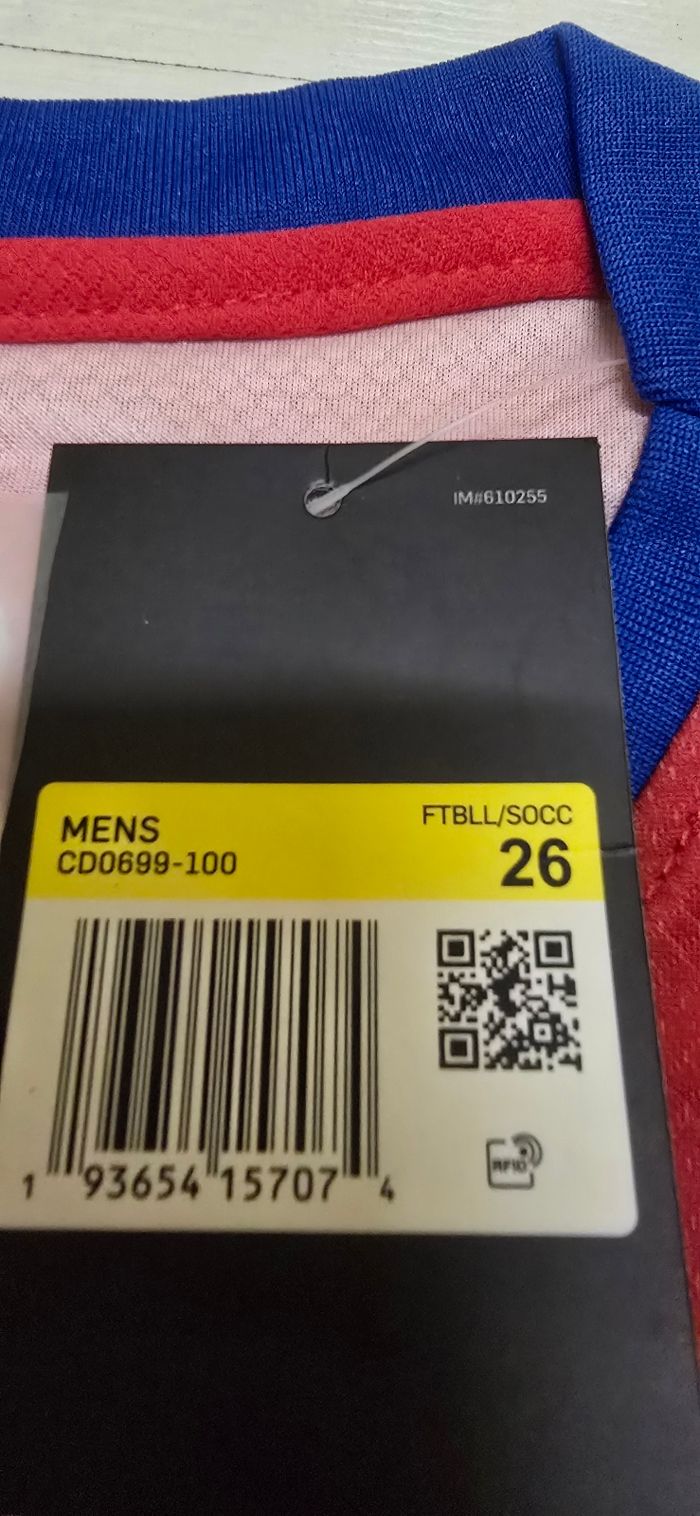 IM#610255
MENS
FTBLL/SOCC
CD0699-100
26
1 93654 15707 4
RFID